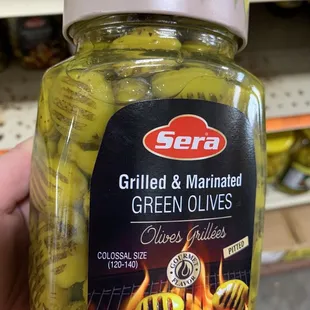 Sera
Grilled & Marinated
GREEN OLIVES
Olives Grillées
COLOSSAL SIZE
(120-140)
PITTED
GOURMET
FLAVOR